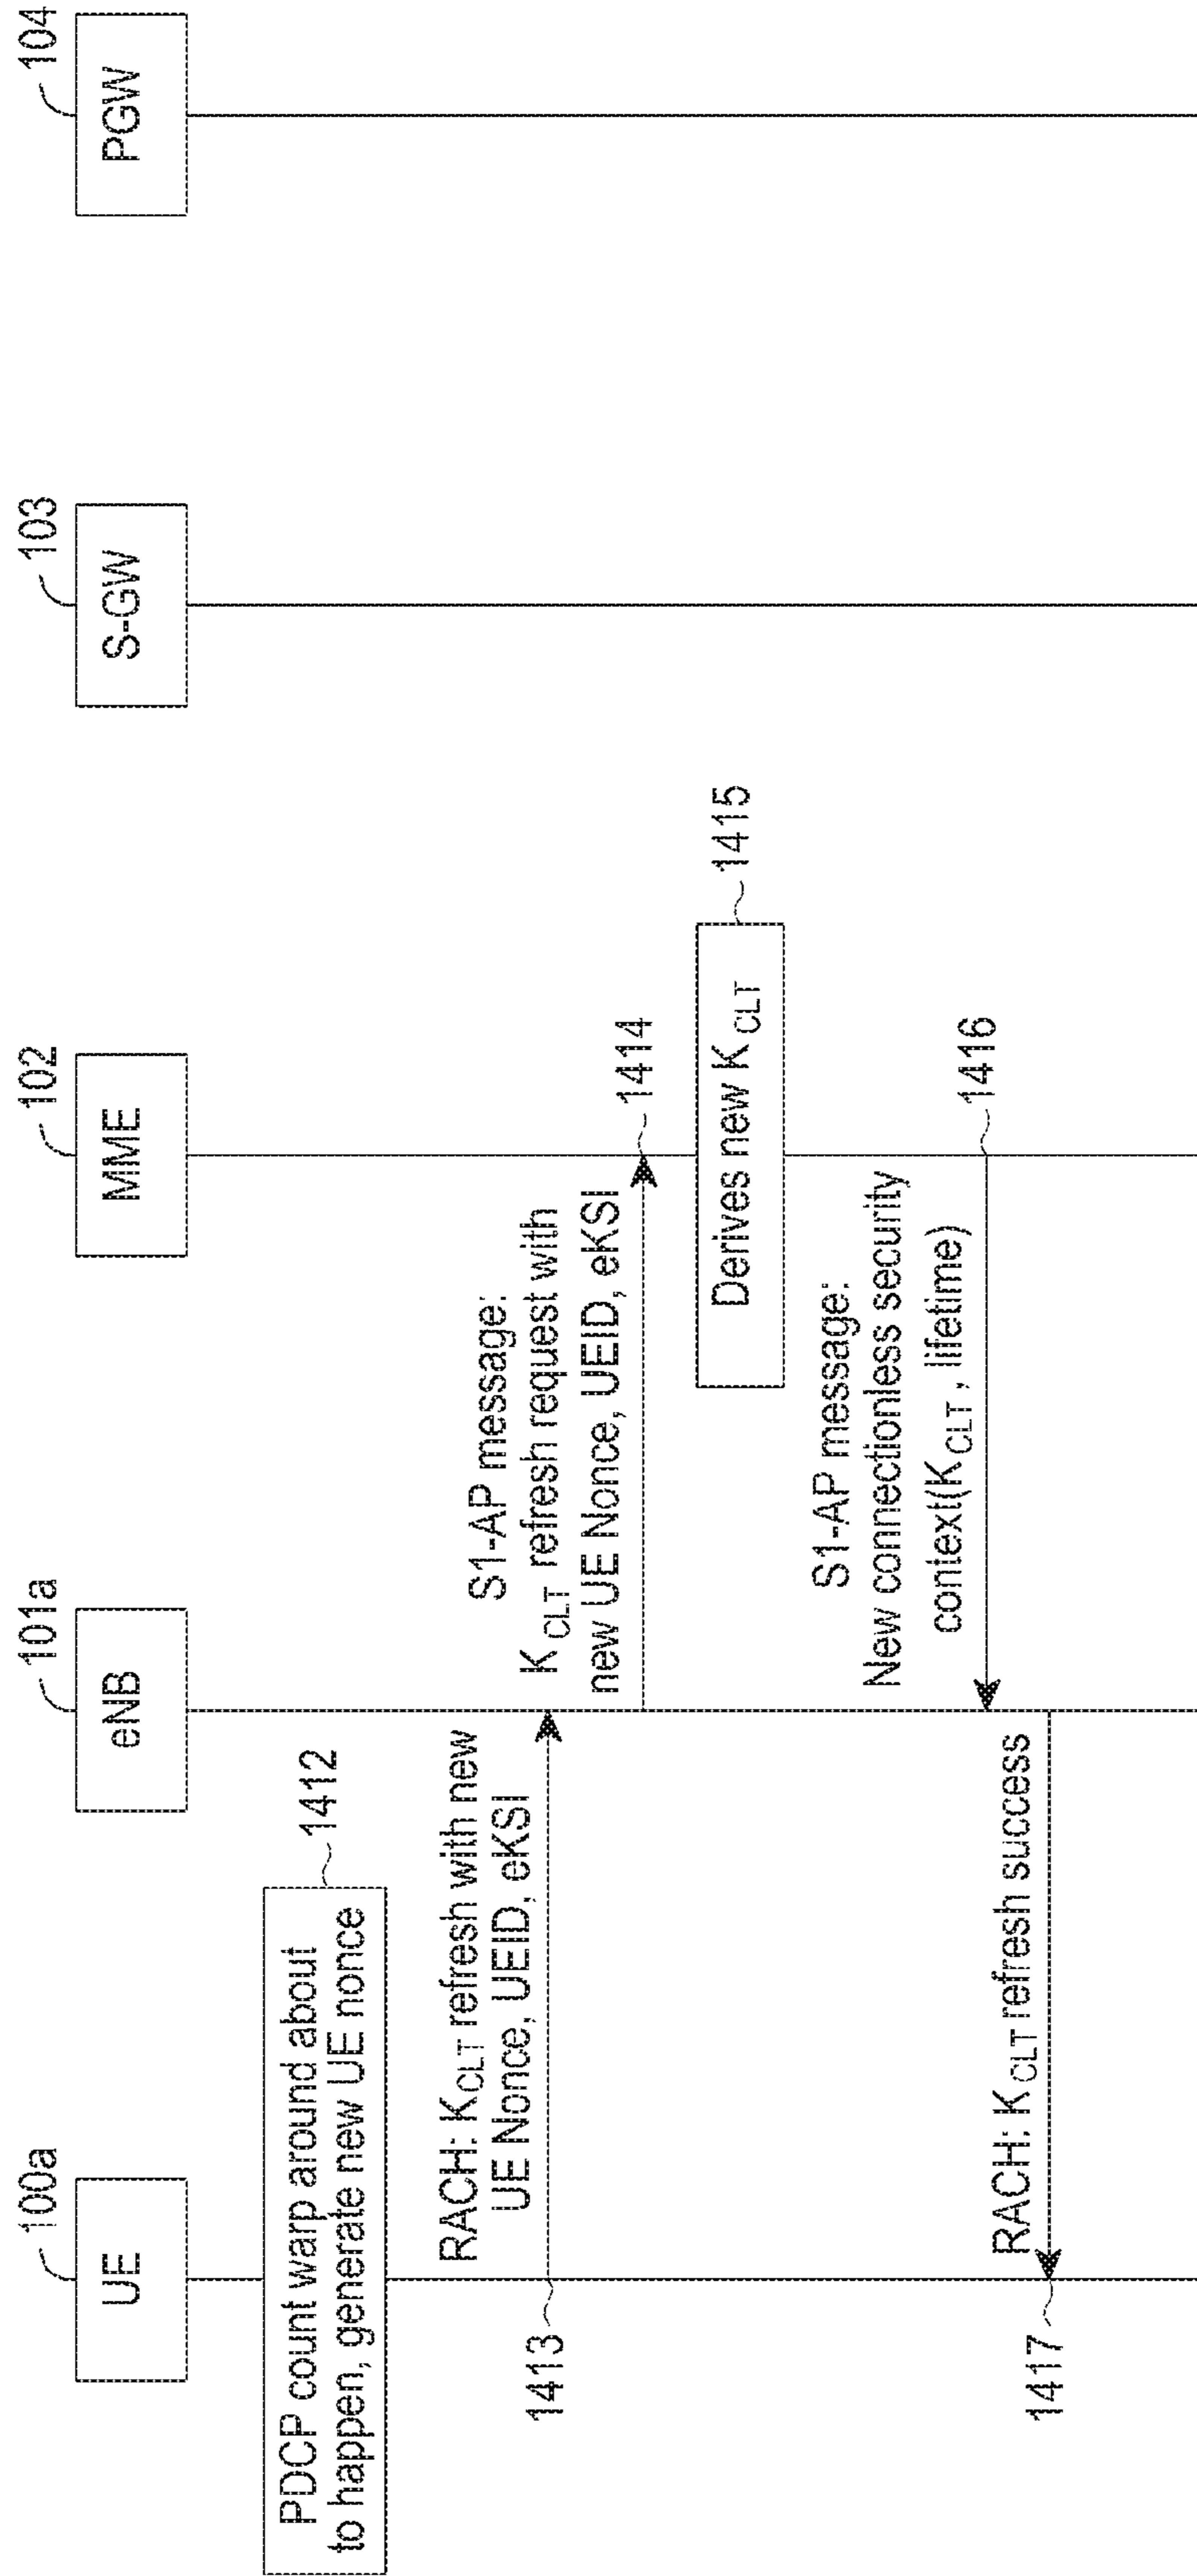 100a
UE
101a
eNB
102
MME
103
S-GW
104
PGW
PDCP count warp around about
to happen, generate new UE nonce
1412
RACH: KCLT refresh with new
UE Nonce, UEID, eKSI
1413
S1-AP message:
KCLT refresh request with
new UE Nonce, UEID, eKSI
1414
Derives new KCLT
1415
S1-AP message:
New connectionless security
context(KCLT, lifetime)
1416
RACH: KCLT refresh success
1417